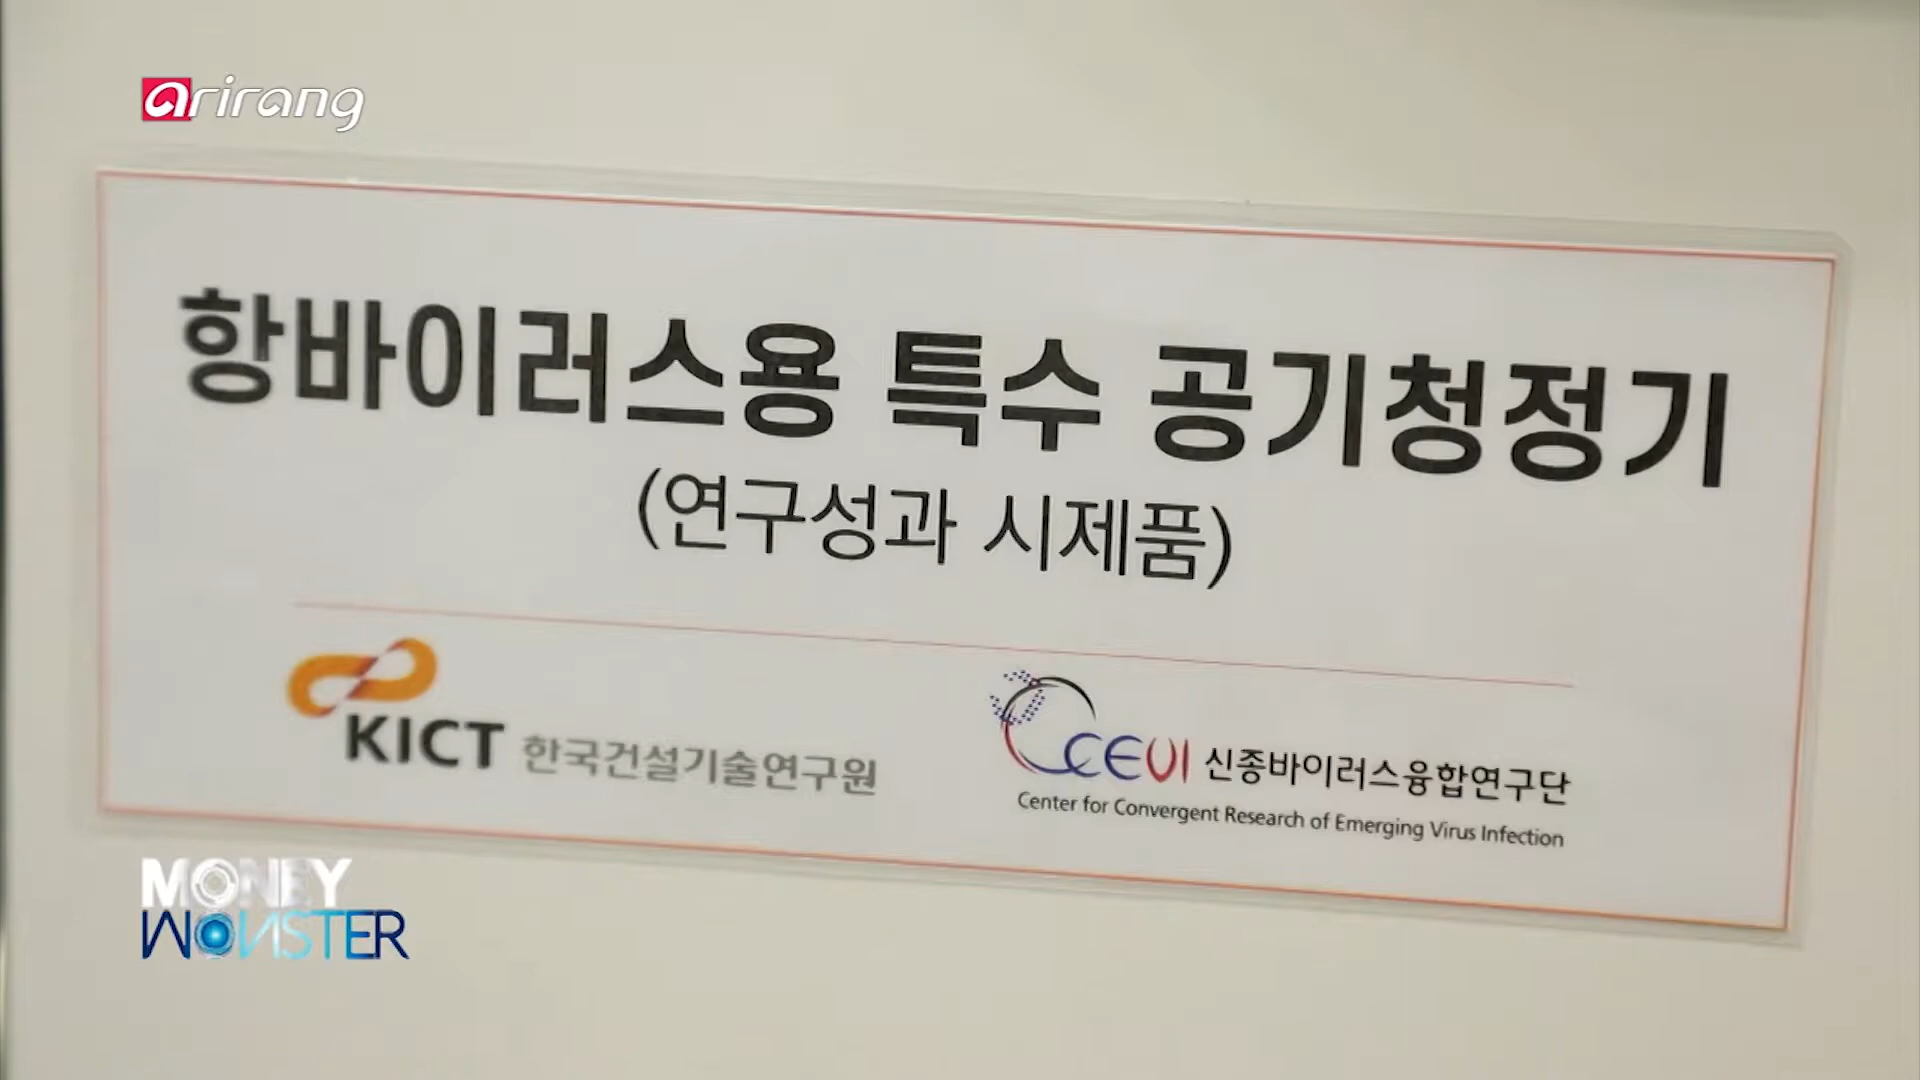 arirang
항바이러스용 특수 공기청정기
(연구성과 시제품)
KICT 한국건설기술연구원
CEVI 신종바이러스융합연구단
Center for Convergent Research of Emerging Virus Infection
MONEY
MONSTER